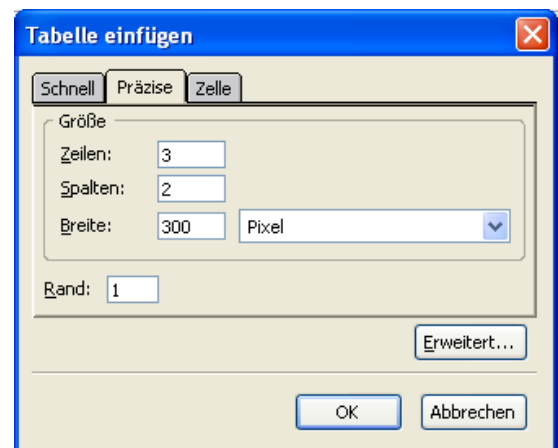 Tabelle einfügen
Schnell Präzise Zelle
Größe
Zeilen: 3
Spalten: 2
Breite: 300 Pixel
Rand: 1
Erweitert...
OK Abbrechen